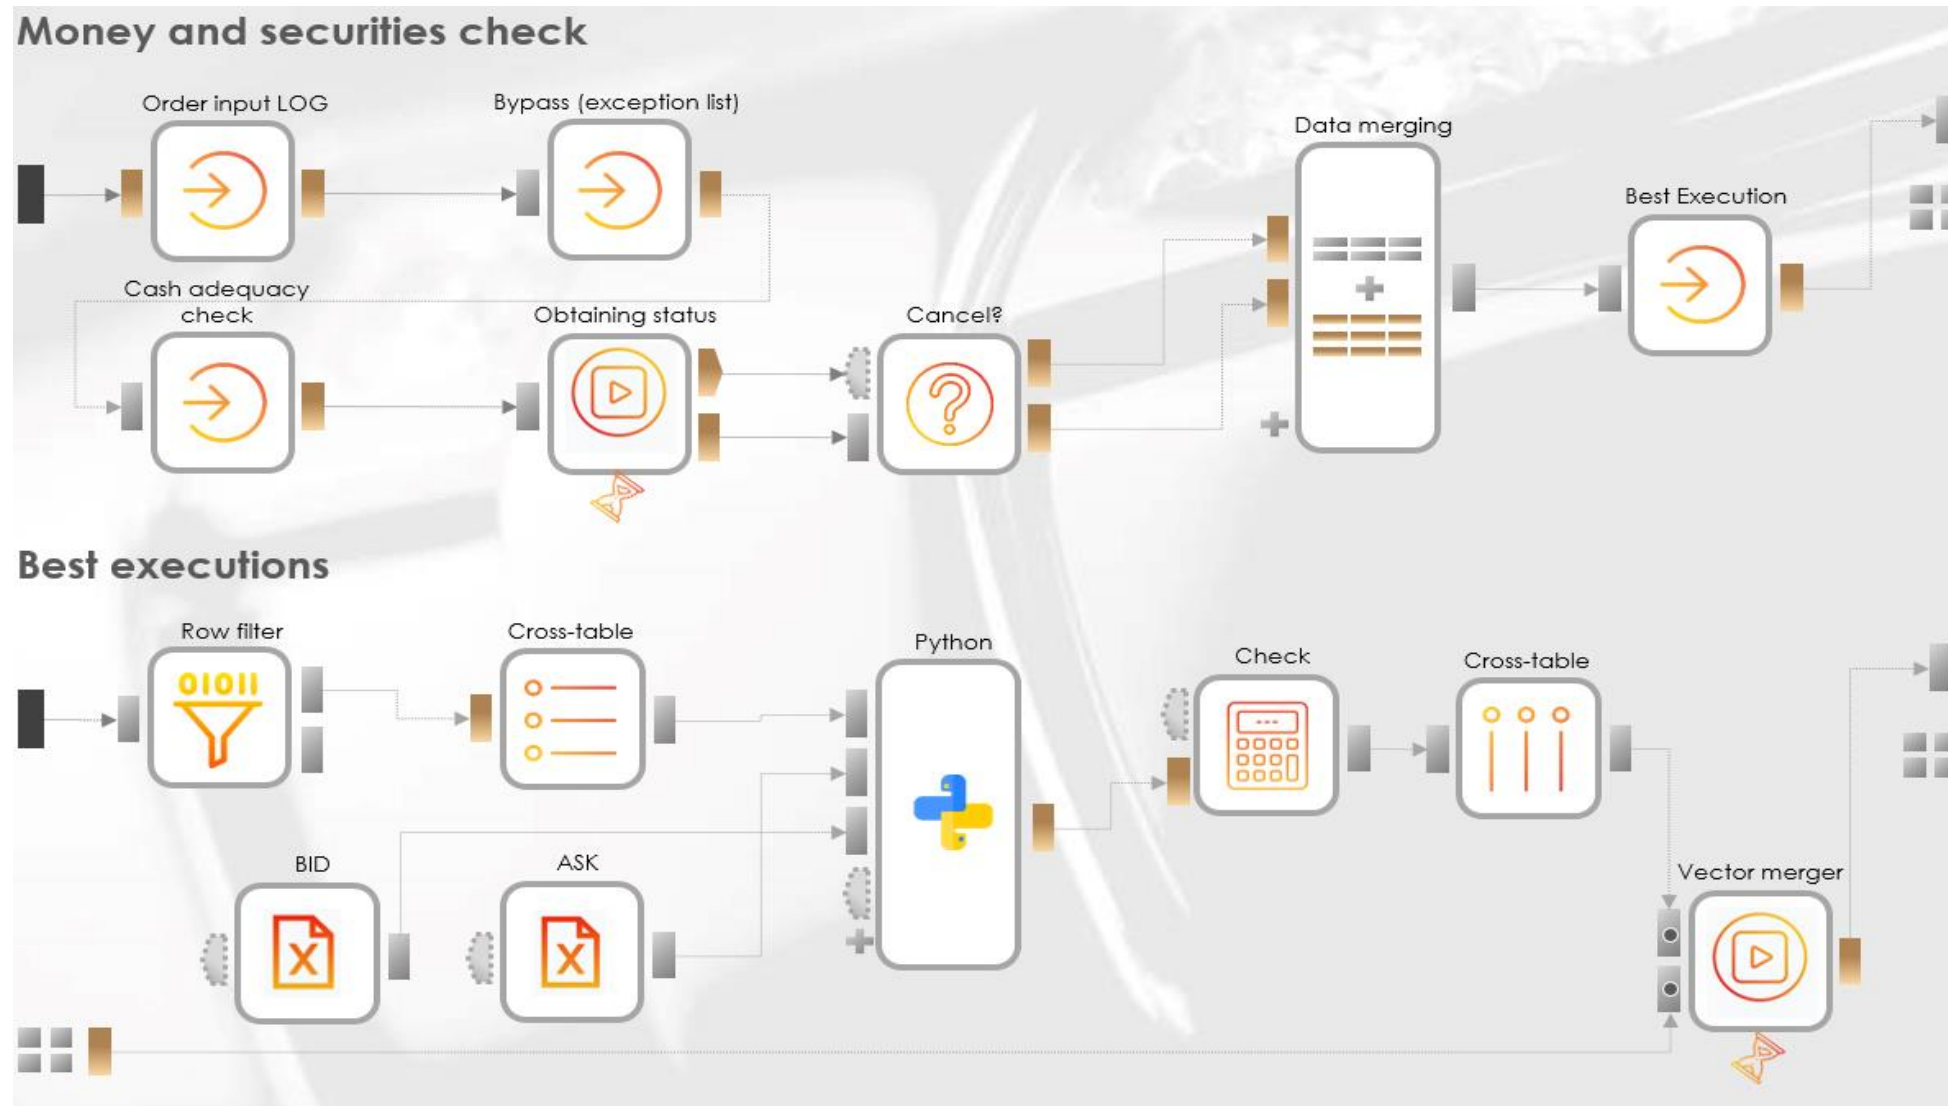 Money and securities check
Order input LOG
Bypass (exception list)
Data merging
Best Execution
Cash adequacy
check
Obtaining status
Cancel?
Best executions
Row filter
01011
Cross-table
Python
Check
Cross-table
BID
X
ASK
X
Vector merger